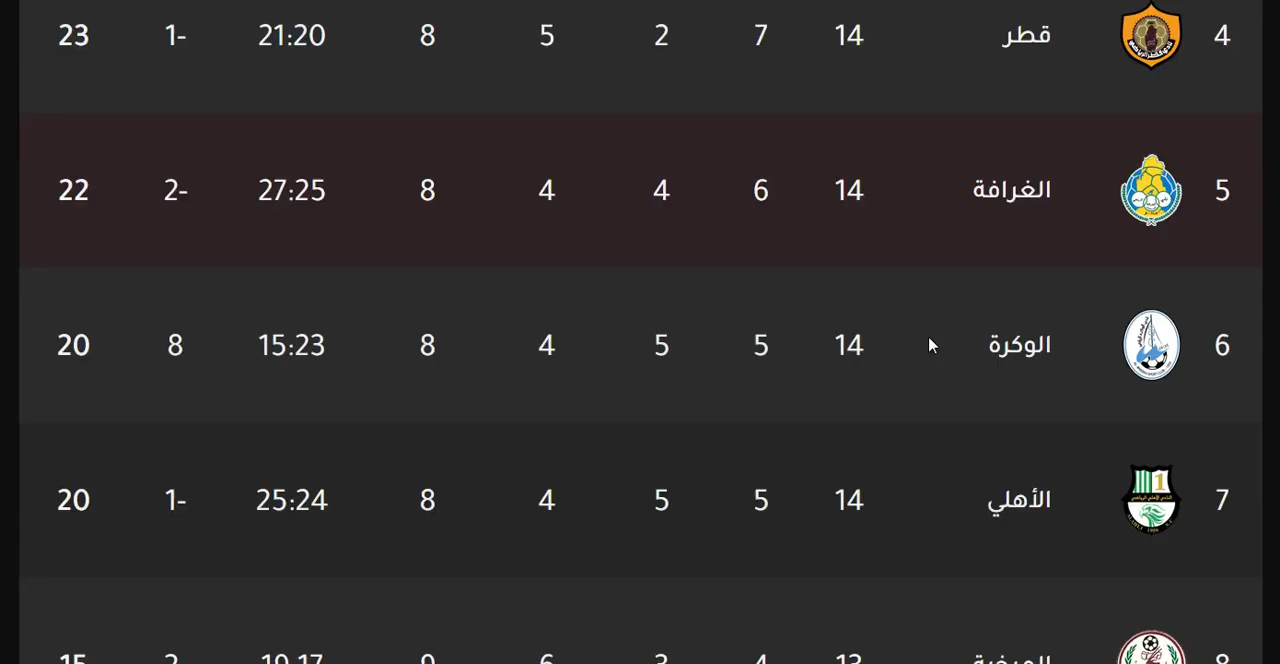 4 قطر 14 7 2 5 8 21:20 1- 23
5 الغرافة 14 6 4 4 8 27:25 2- 22
6 الوكرة 14 5 5 4 8 15:23 8 20
7 الأهلي 14 5 5 4 8 25:24 1- 20